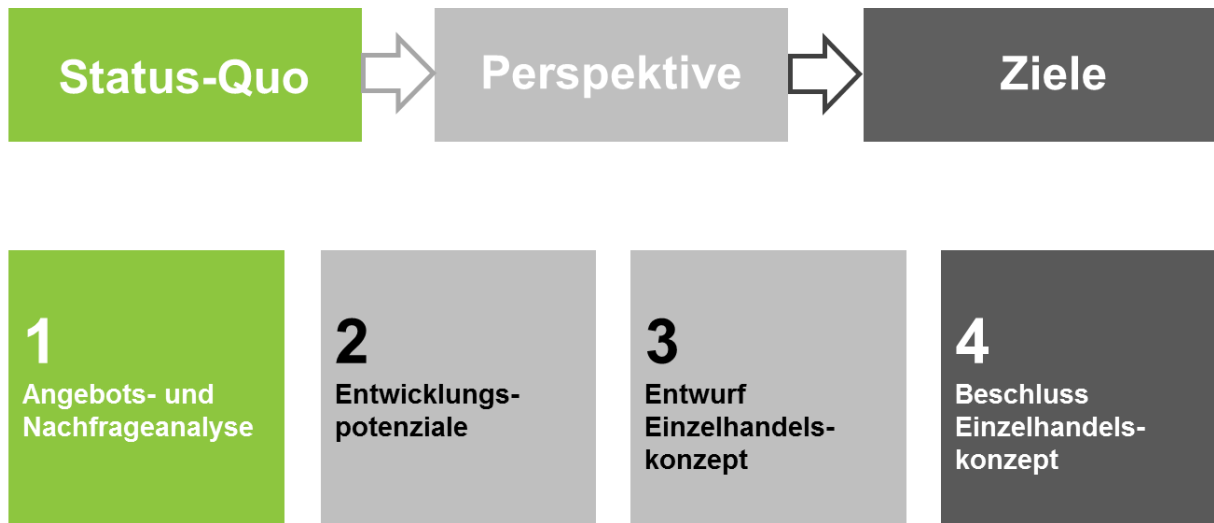 Status-Quo
Perspektive
Ziele
1
Angebots- und
Nachfrageanalyse
2
Entwicklungs-
potenziale
3
Entwurf
Einzelhandels-
konzept
4
Beschluss
Einzelhandels-
konzept